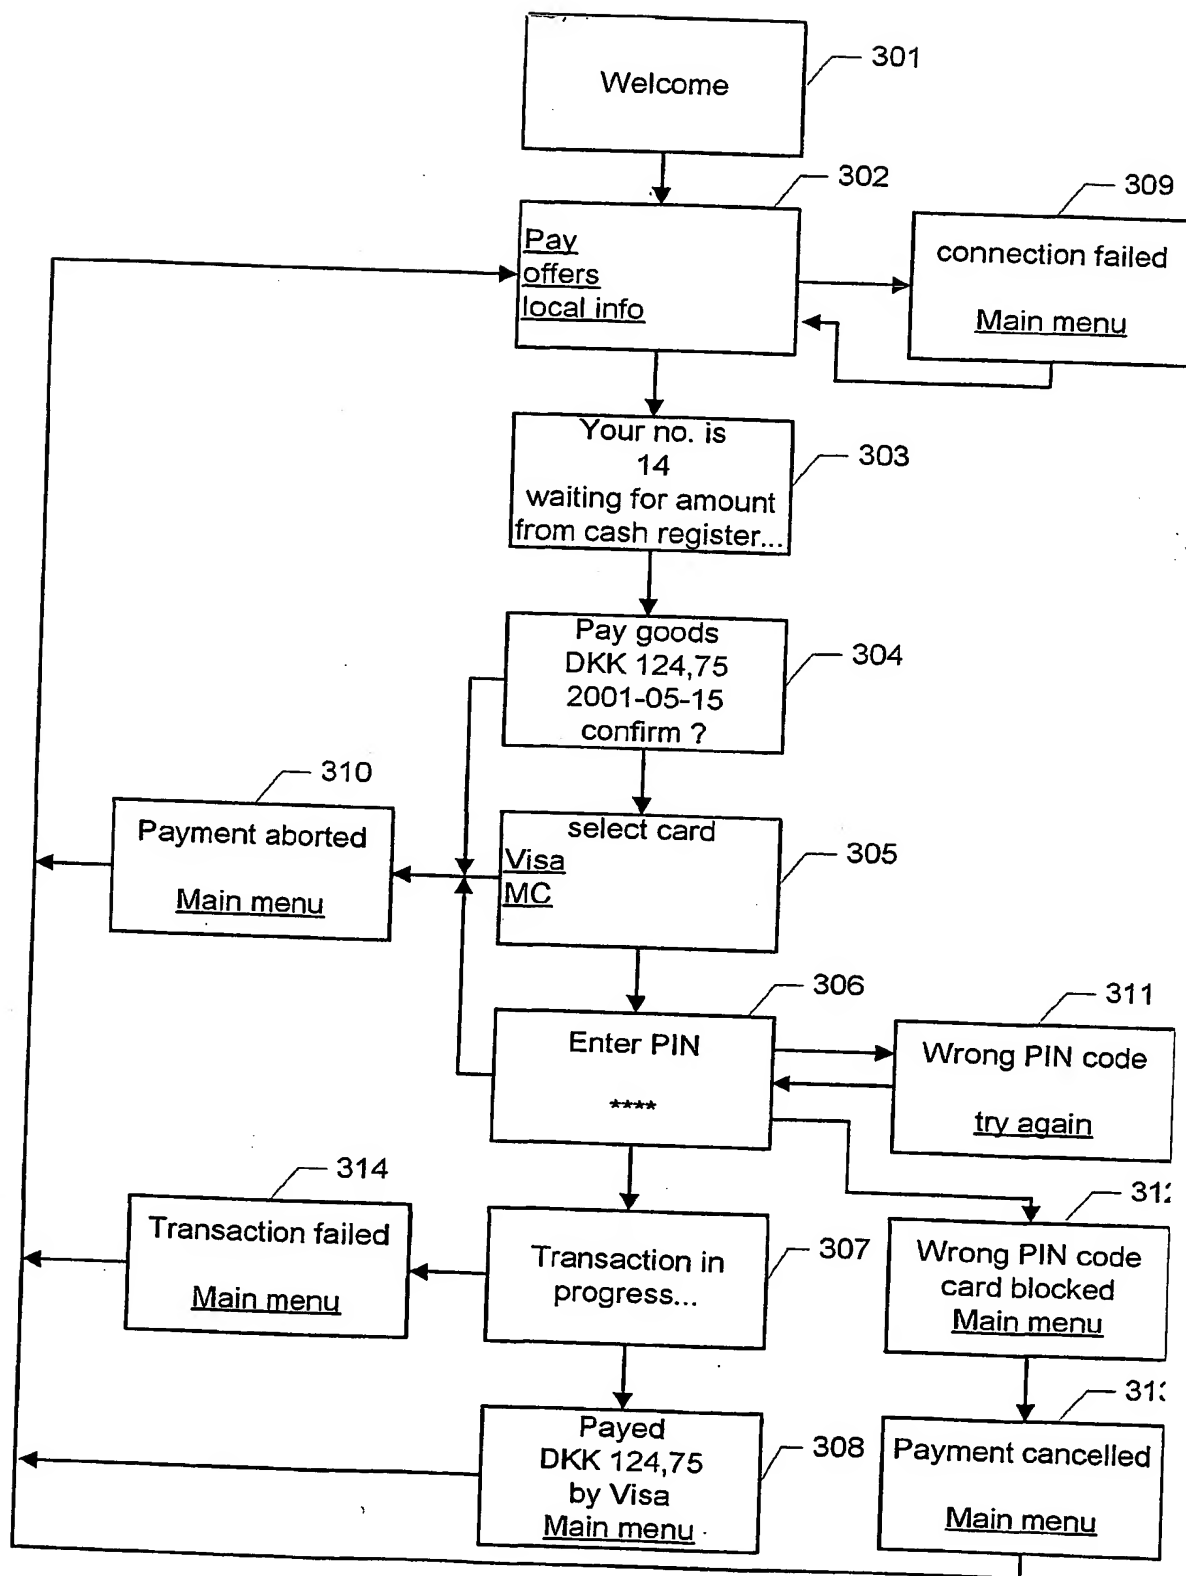 Welcome
301
302
Pay
offers
local info
309
connection failed
Main menu
Your no. is
14
waiting for amount
from cash register...
303
Pay goods
DKK 124,75
2001-05-15
confirm ?
304
310
Payment aborted
Main menu
select card
Visa
MC
305
306
Enter PIN
****
311
Wrong PIN code
try again
314
Transaction failed
Main menu
Transaction in
progress...
307
312
Wrong PIN code
card blocked
Main menu
Payed
DKK 124,75
by Visa
Main menu
308
313
Payment cancelled
Main menu